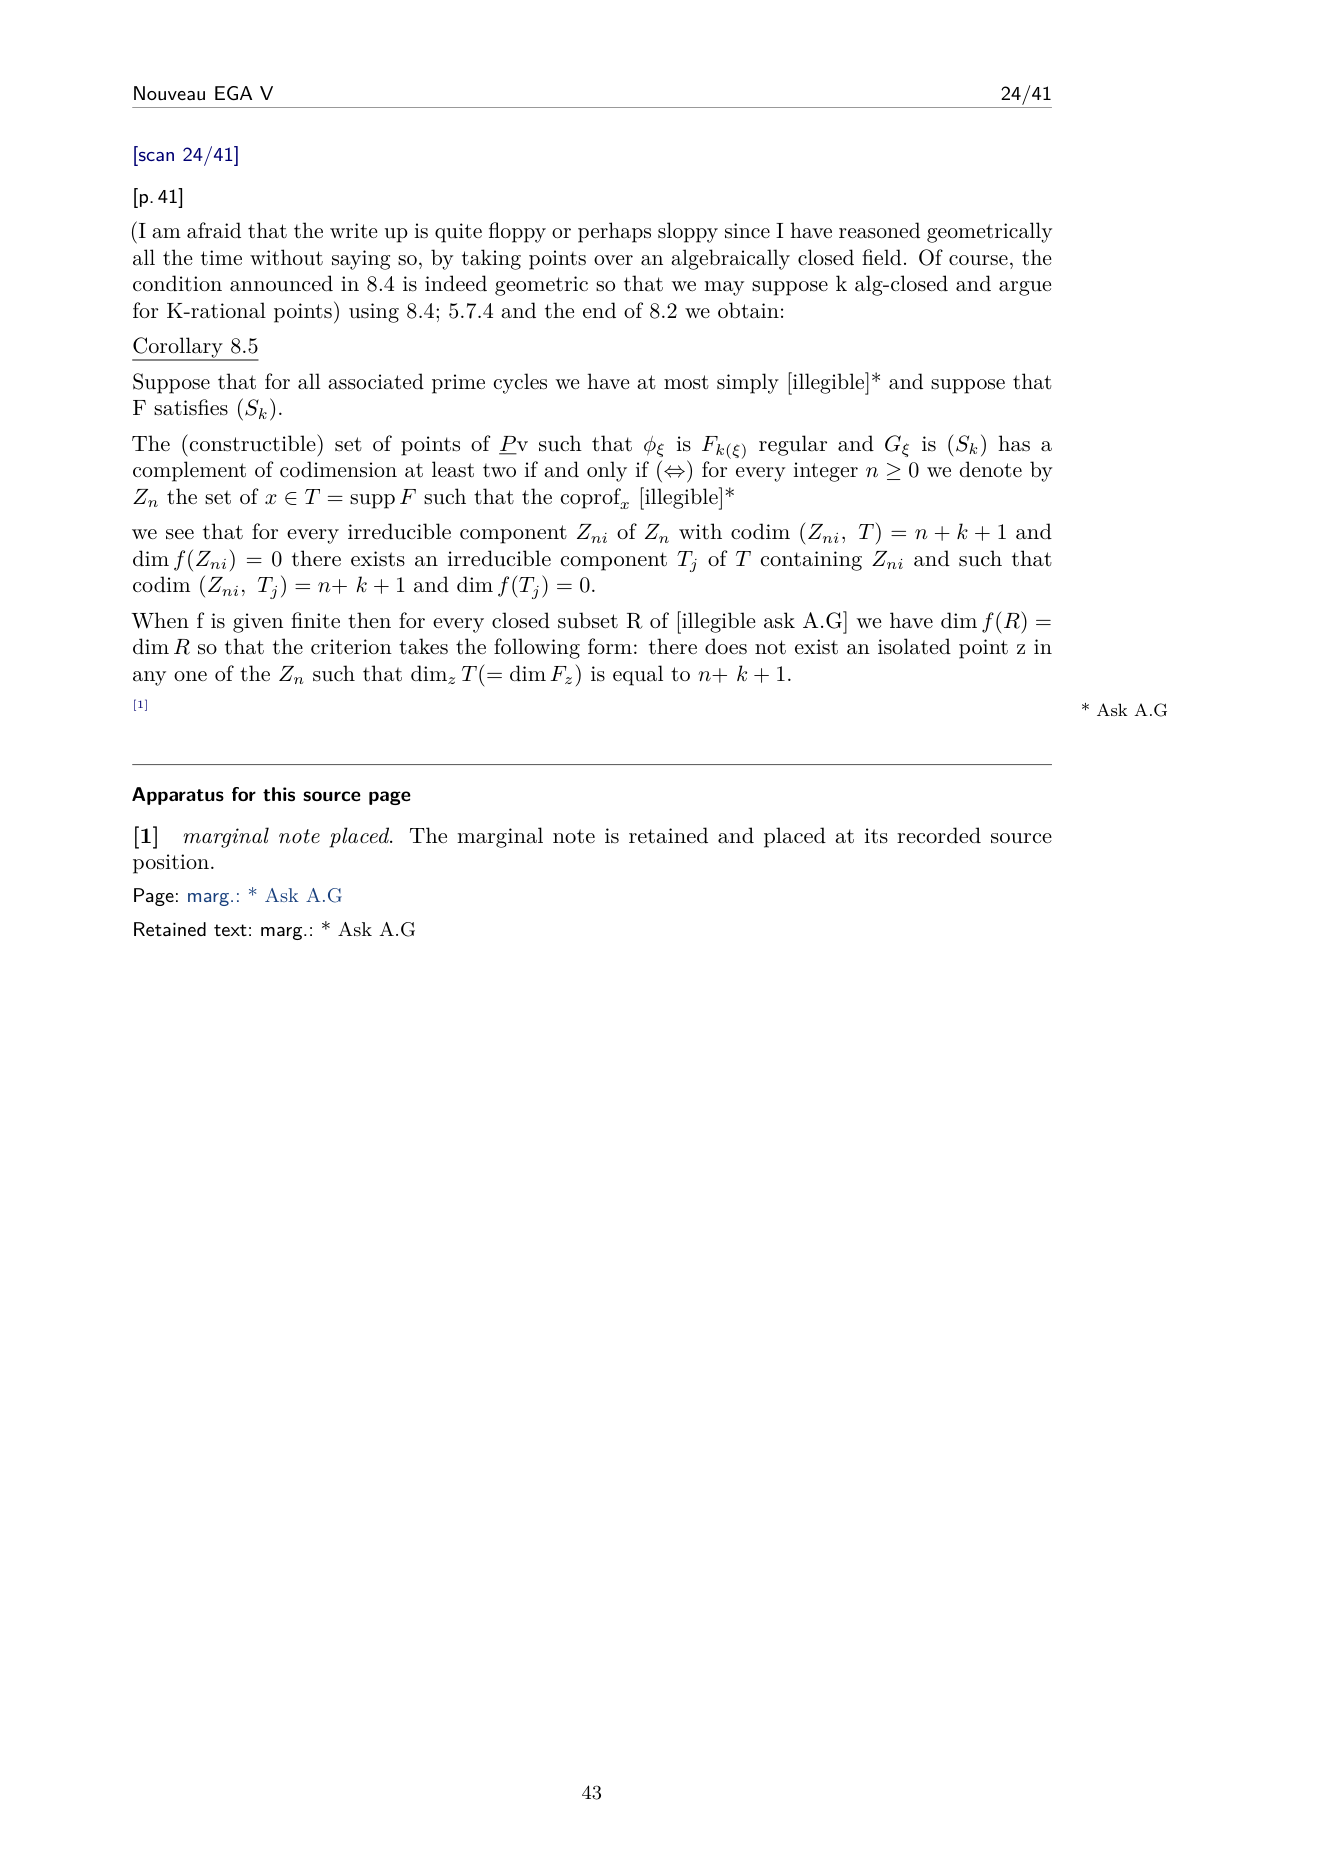 Nouveau EGA V 24/41
[scan 24/41]
[p. 41]
(I am afraid that the write up is quite floppy or perhaps sloppy since I have reasoned geometrically
all the time without saying so, by taking points over an algebraically closed field. Of course, the
condition announced in 8.4 is indeed geometric so that we may suppose k alg-closed and argue
for K-rational points) using 8.4; 5.7.4 and the end of 8.2 we obtain:
Corollary 8.5
Suppose that for all associated prime cycles we have at most simply [illegible]* and suppose that
F satisfies (S_k).
The (constructible) set of points of P̲v such that ϕ_ξ is F_{k(ξ)} regular and G_ξ is (S_k) has a
complement of codimension at least two if and only if (⇔) for every integer n ≥ 0 we denote by
Z_n the set of x ∈ T = supp F such that the coprof_x [illegible]*
we see that for every irreducible component Z_{ni} of Z_n with codim (Z_{ni}, T) = n + k + 1 and
dim f(Z_{ni}) = 0 there exists an irreducible component T_j of T containing Z_{ni} and such that
codim (Z_{ni}, T_j) = n+ k + 1 and dim f(T_j) = 0.
When f is given finite then for every closed subset R of [illegible ask A.G] we have dim f(R) =
dim R so that the criterion takes the following form: there does not exist an isolated point z in
any one of the Z_n such that dim_z T(= dim F_z) is equal to n+ k + 1.
[1]
* Ask A.G
Apparatus for this source page
[1] marginal note placed. The marginal note is retained and placed at its recorded source
position.
Page: marg.: * Ask A.G
Retained text: marg.: * Ask A.G
43